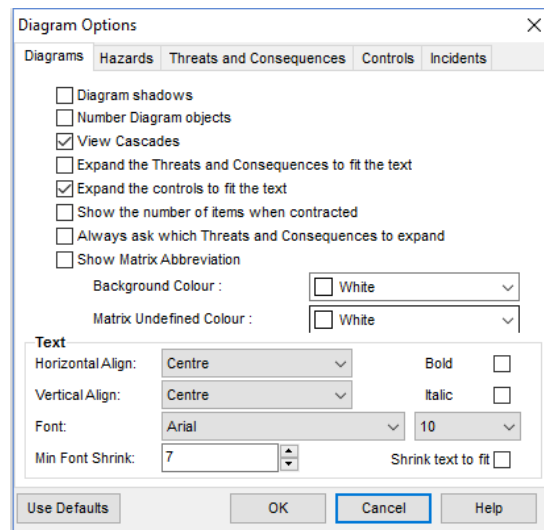 Diagram Options
Diagrams Hazards Threats and Consequences Controls Incidents
Diagram shadows
Number Diagram objects
View Cascades
Expand the Threats and Consequences to fit the text
Expand the controls to fit the text
Show the number of items when contracted
Always ask which Threats and Consequences to expand
Show Matrix Abbreviation
Background Colour : White
Matrix Undefined Colour : White
Text
Horizontal Align: Centre Bold
Vertical Align: Centre Italic
Font: Arial 10
Min Font Shrink: 7 Shrink text to fit
Use Defaults OK Cancel Help